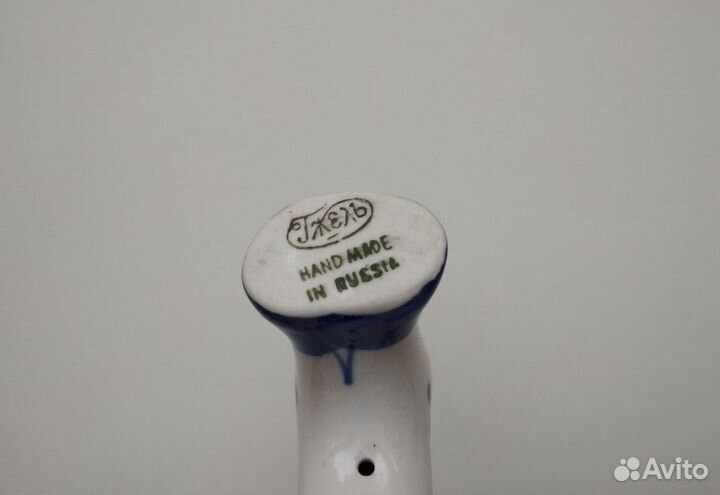 Гжель
HAND MADE
IN RUSSIA
Avito